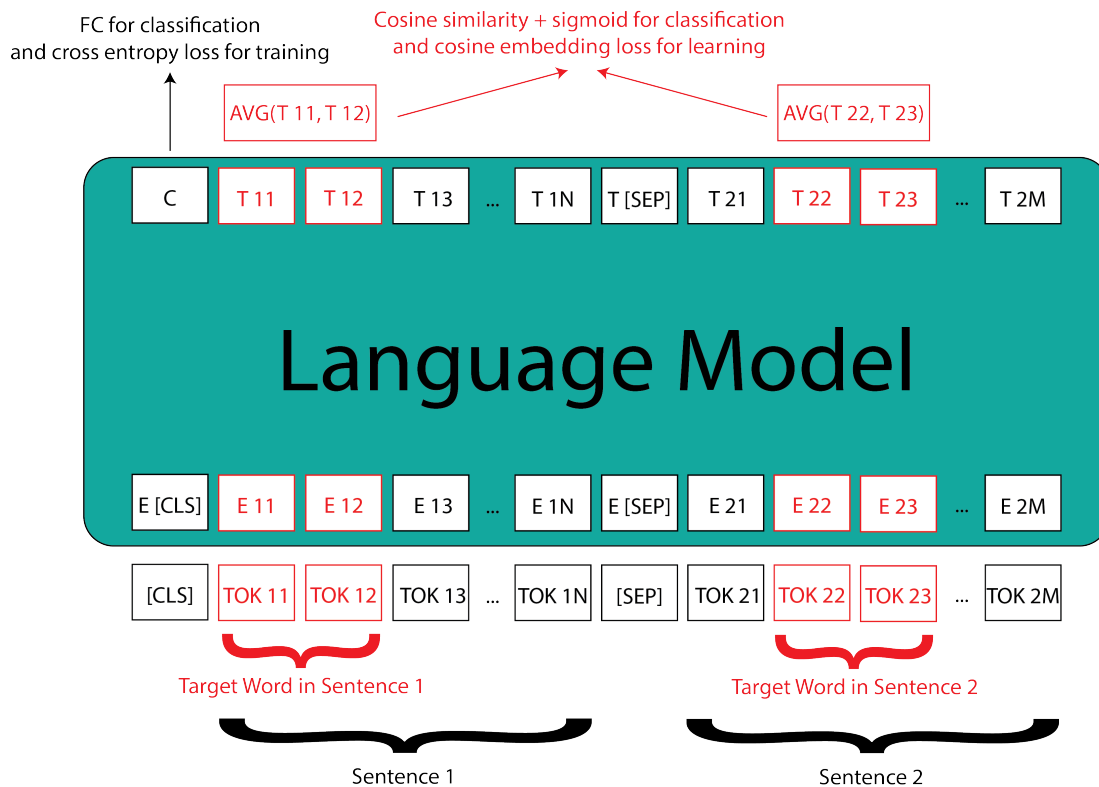 FC for classification
and cross entropy loss for training
Cosine similarity + sigmoid for classification
and cosine embedding loss for learning
AVG(T 11, T 12)
AVG(T 22, T 23)
C T 11 T 12 T 13 ... T 1N T [SEP] T 21 T 22 T 23 ... T 2M
Language Model
E [CLS] E 11 E 12 E 13 ... E 1N E [SEP] E 21 E 22 E 23 ... E 2M
[CLS] TOK 11 TOK 12 TOK 13 ... TOK 1N [SEP] TOK 21 TOK 22 TOK 23 ... TOK 2M
Target Word in Sentence 1
Target Word in Sentence 2
Sentence 1
Sentence 2